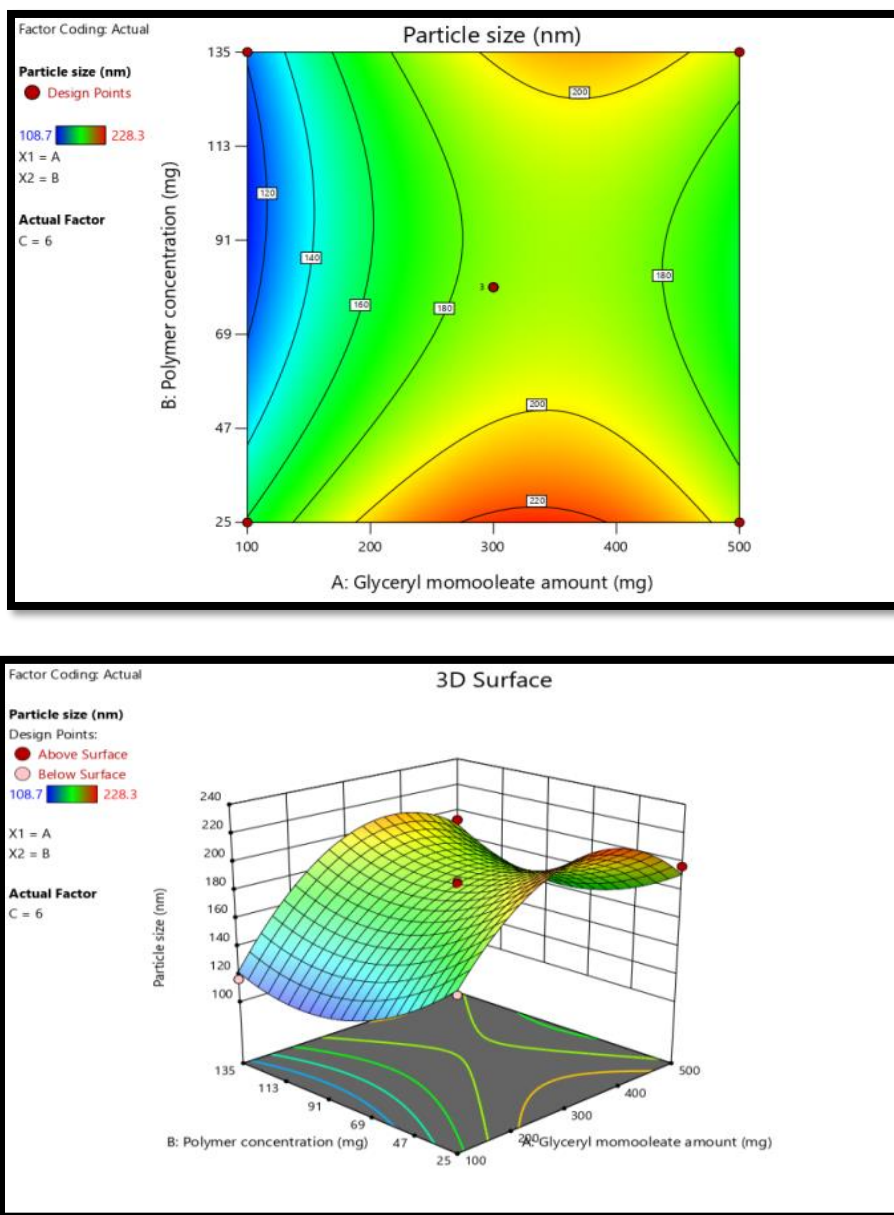 Factor Coding: Actual
Particle size (nm)
Particle size (nm)
Design Points
108.7 228.3
X1 = A
X2 = B
Actual Factor
C = 6
B: Polymer concentration (mg)
135
113
91
69
47
25
120
140
160
180
3
200
180
200
220
100 200 300 400 500
A: Glyceryl momooleate amount (mg)
Factor Coding: Actual
3D Surface
Particle size (nm)
Design Points:
Above Surface
Below Surface
108.7 228.3
X1 = A
X2 = B
Actual Factor
C = 6
Particle size (nm)
240
220
200
180
160
140
120
100
135
113
91
69
47
25
B: Polymer concentration (mg)
100
200
300
400
500
A: Glyceryl momooleate amount (mg)